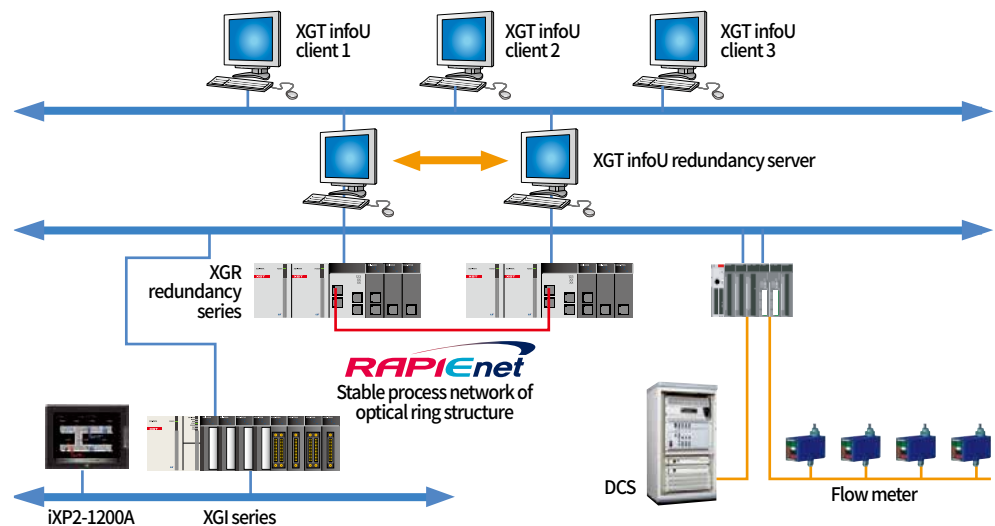 XGT infoU
client 1
XGT infoU
client 2
XGT infoU
client 3
XGT infoU redundancy server
XGR
redundancy
series
RAPIEnet
Stable process network of
optical ring structure
DCS
Flow meter
iXP2-1200A
XGI series